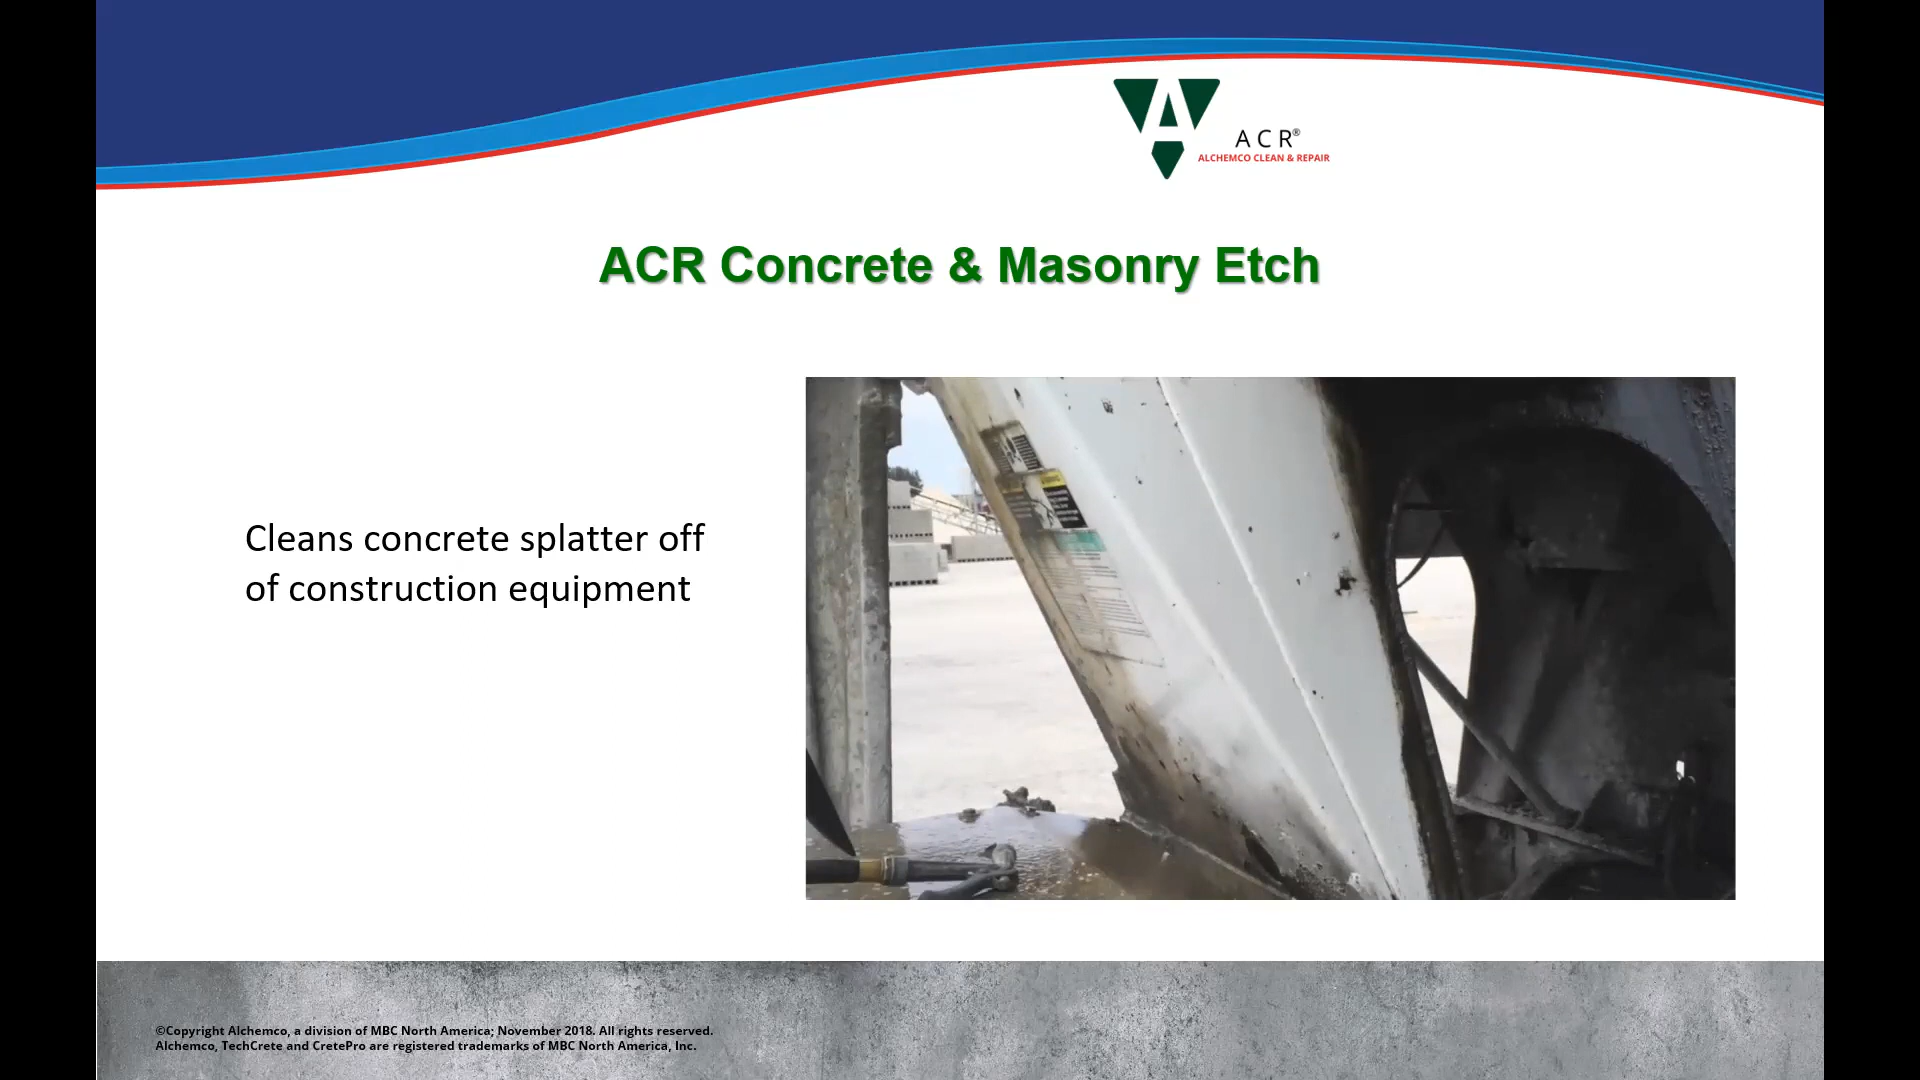 ACR®
ALCHEMCO CLEAN & REPAIR
ACR Concrete & Masonry Etch
Cleans concrete splatter off
of construction equipment
©Copyright Alchemco, a division of MBC North America; November 2018. All rights reserved.
Alchemco, TechCrete and CretePro are registered trademarks of MBC North America, Inc.